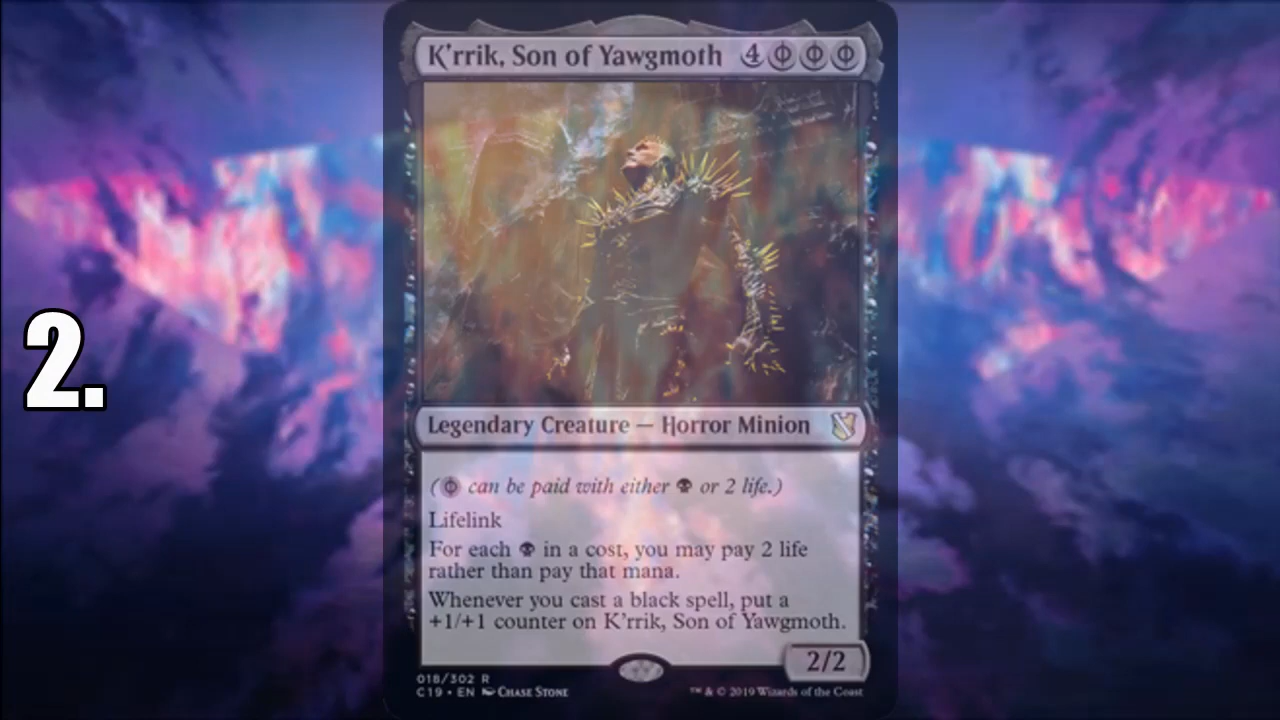 K'rrik, Son of Yawgmoth 4
2.
Legendary Creature — Horror Minion
( can be paid with either or 2 life.)
Lifelink
For each in a cost, you may pay 2 life
rather than pay that mana.
Whenever you cast a black spell, put a
+1/+1 counter on K'rrik, Son of Yawgmoth.
2/2
018/302 R
C19 • EN Chase Stone
™ & © 2019 Wizards of the Coast